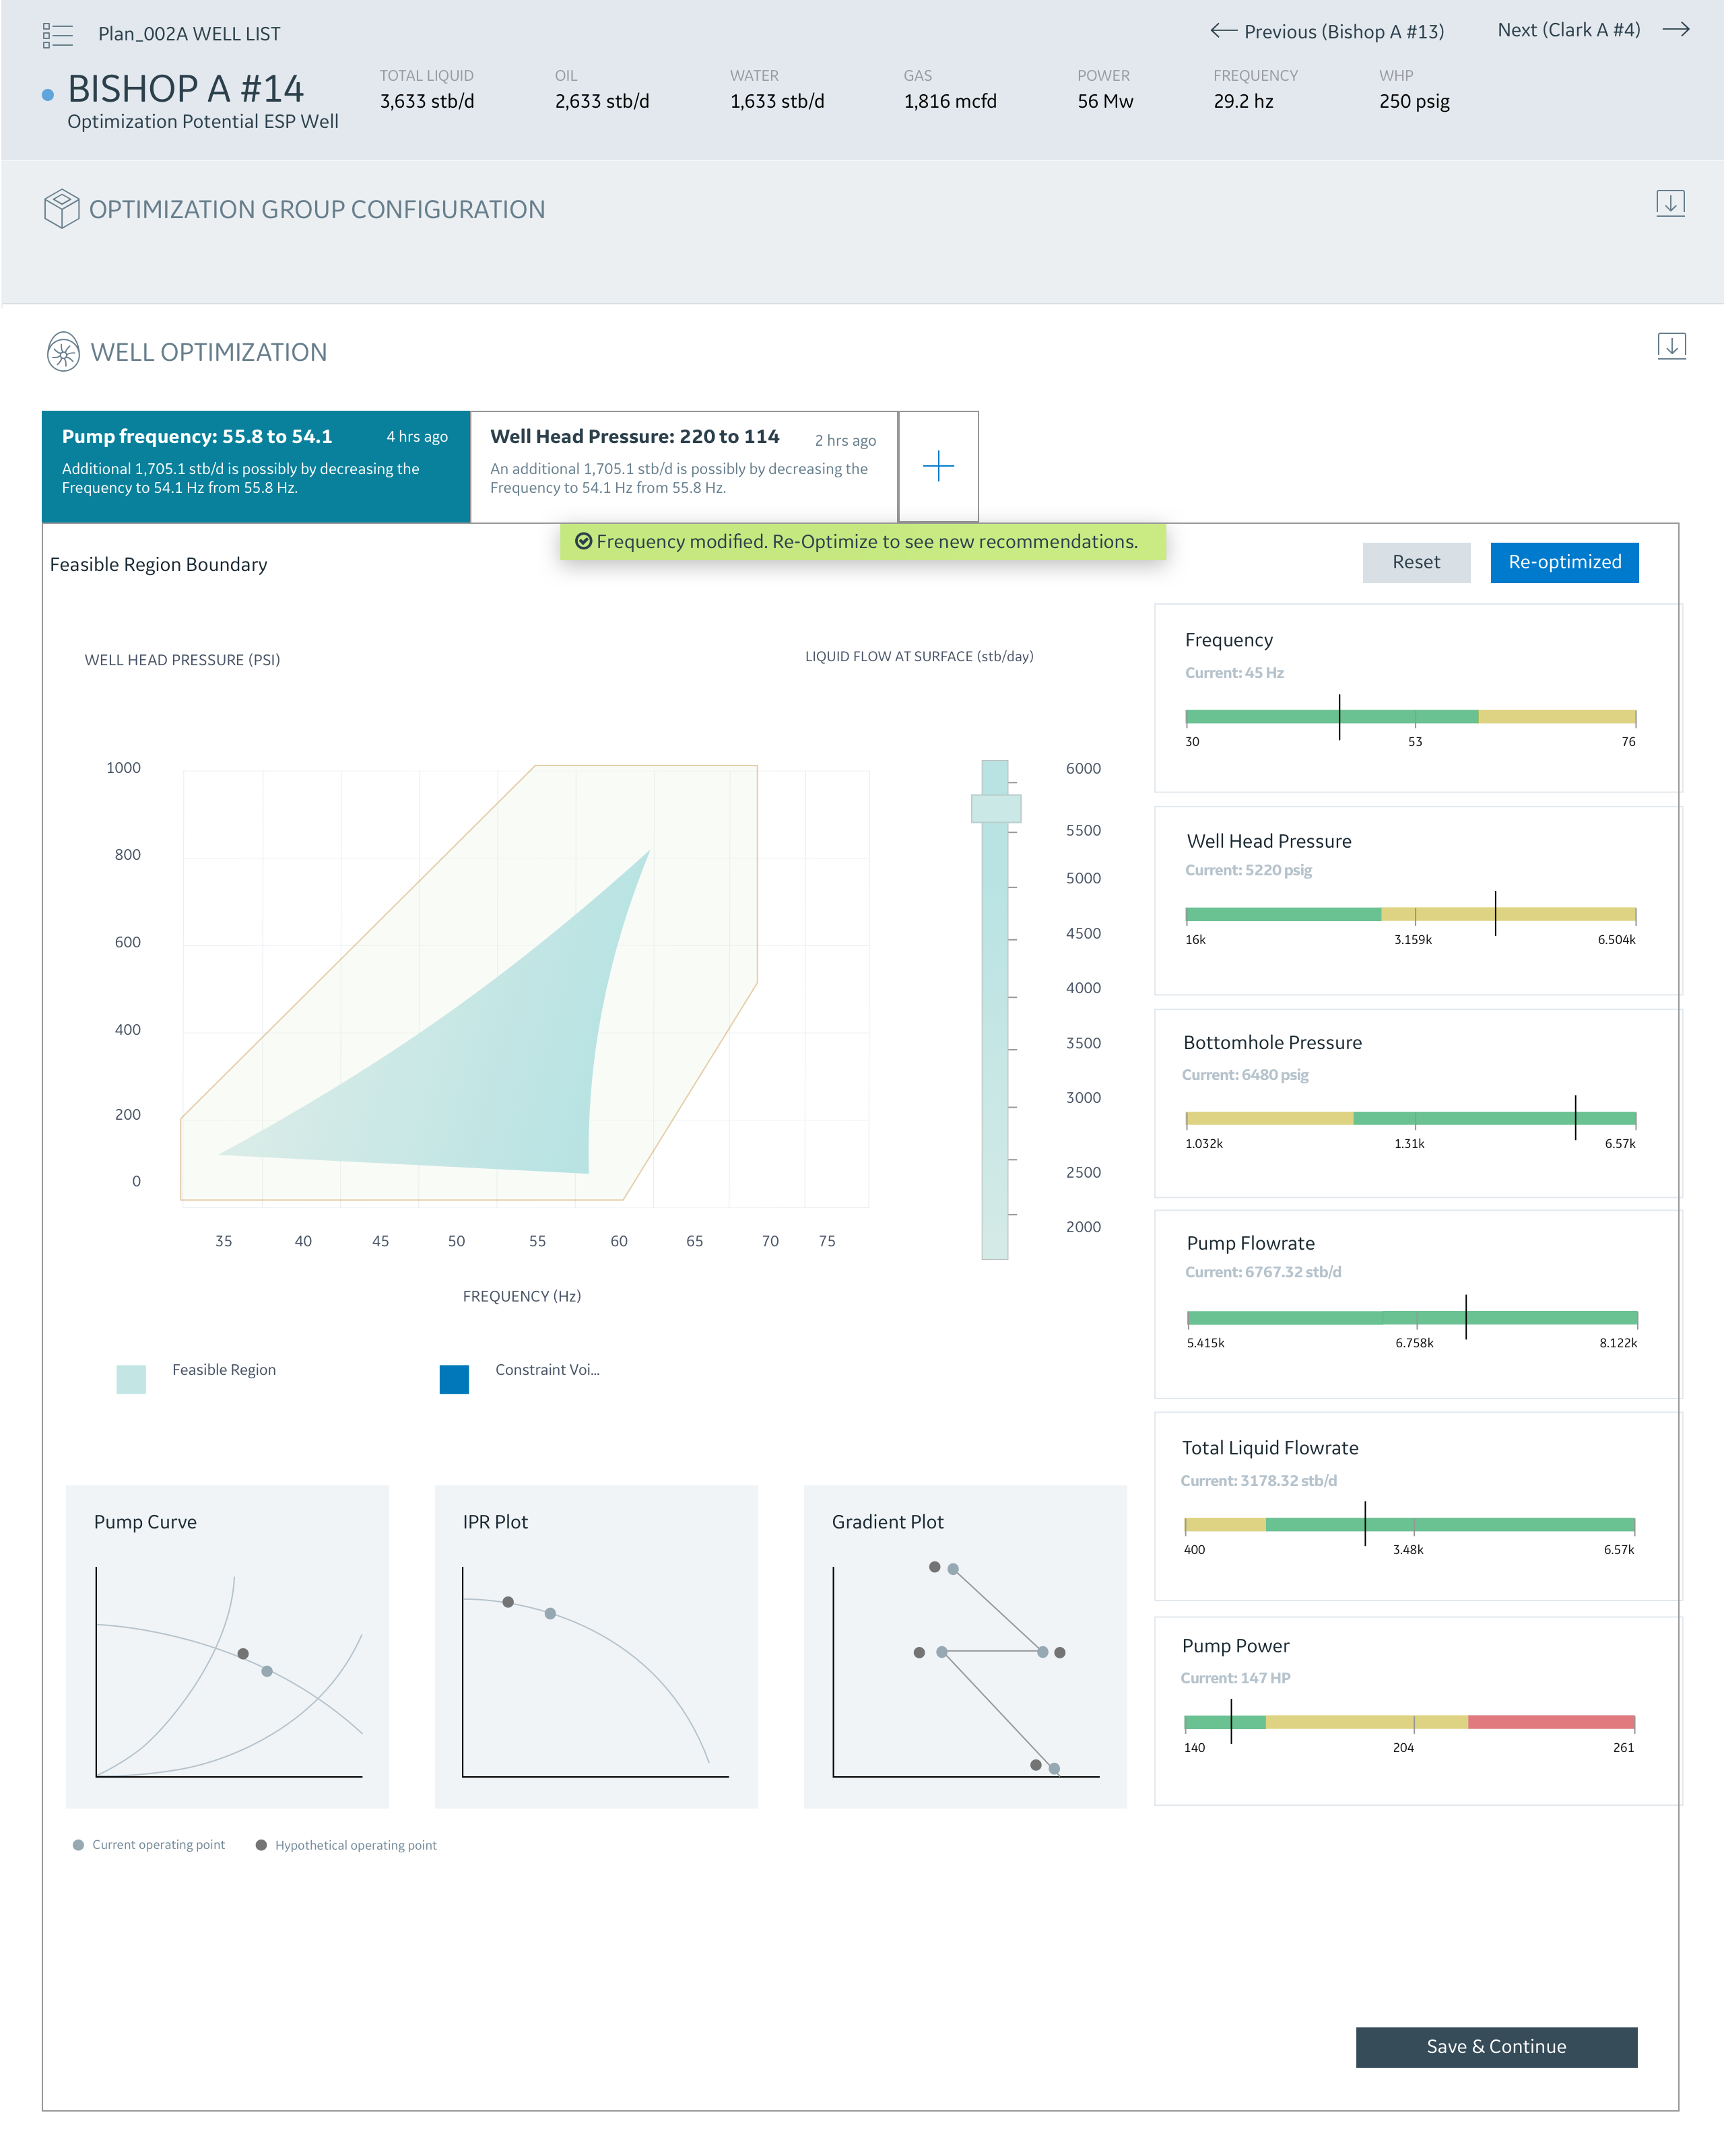 Plan_002A WELL LIST
Previous (Bishop A #13)
Next (Clark A #4)
BISHOP A #14
Optimization Potential ESP Well
TOTAL LIQUID
3,633 stb/d
OIL
2,633 stb/d
WATER
1,633 stb/d
GAS
1,816 mcfd
POWER
56 Mw
FREQUENCY
29.2 hz
WHP
250 psig
OPTIMIZATION GROUP CONFIGURATION
WELL OPTIMIZATION
Pump frequency: 55.8 to 54.1
4 hrs ago
Additional 1,705.1 stb/d is possibly by decreasing the
Frequency to 54.1 Hz from 55.8 Hz.
Well Head Pressure: 220 to 114
2 hrs ago
An additional 1,705.1 stb/d is possibly by decreasing the
Frequency to 54.1 Hz from 55.8 Hz.
Frequency modified. Re-Optimize to see new recommendations.
Feasible Region Boundary
Reset
Re-optimized
WELL HEAD PRESSURE (PSI)
1000
800
600
400
200
0
35
40
45
50
55
60
65
70
75
FREQUENCY (Hz)
LIQUID FLOW AT SURFACE (stb/day)
6000
5500
5000
4500
4000
3500
3000
2500
2000
Feasible Region
Constraint Voi...
Frequency
Current: 45 Hz
30
53
76
Well Head Pressure
Current: 5220 psig
16k
3.159k
6.504k
Bottomhole Pressure
Current: 6480 psig
1.032k
1.31k
6.57k
Pump Flowrate
Current: 6767.32 stb/d
5.415k
6.758k
8.122k
Total Liquid Flowrate
Current: 3178.32 stb/d
400
3.48k
6.57k
Pump Power
Current: 147 HP
140
204
261
Pump Curve
IPR Plot
Gradient Plot
Current operating point
Hypothetical operating point
Save & Continue